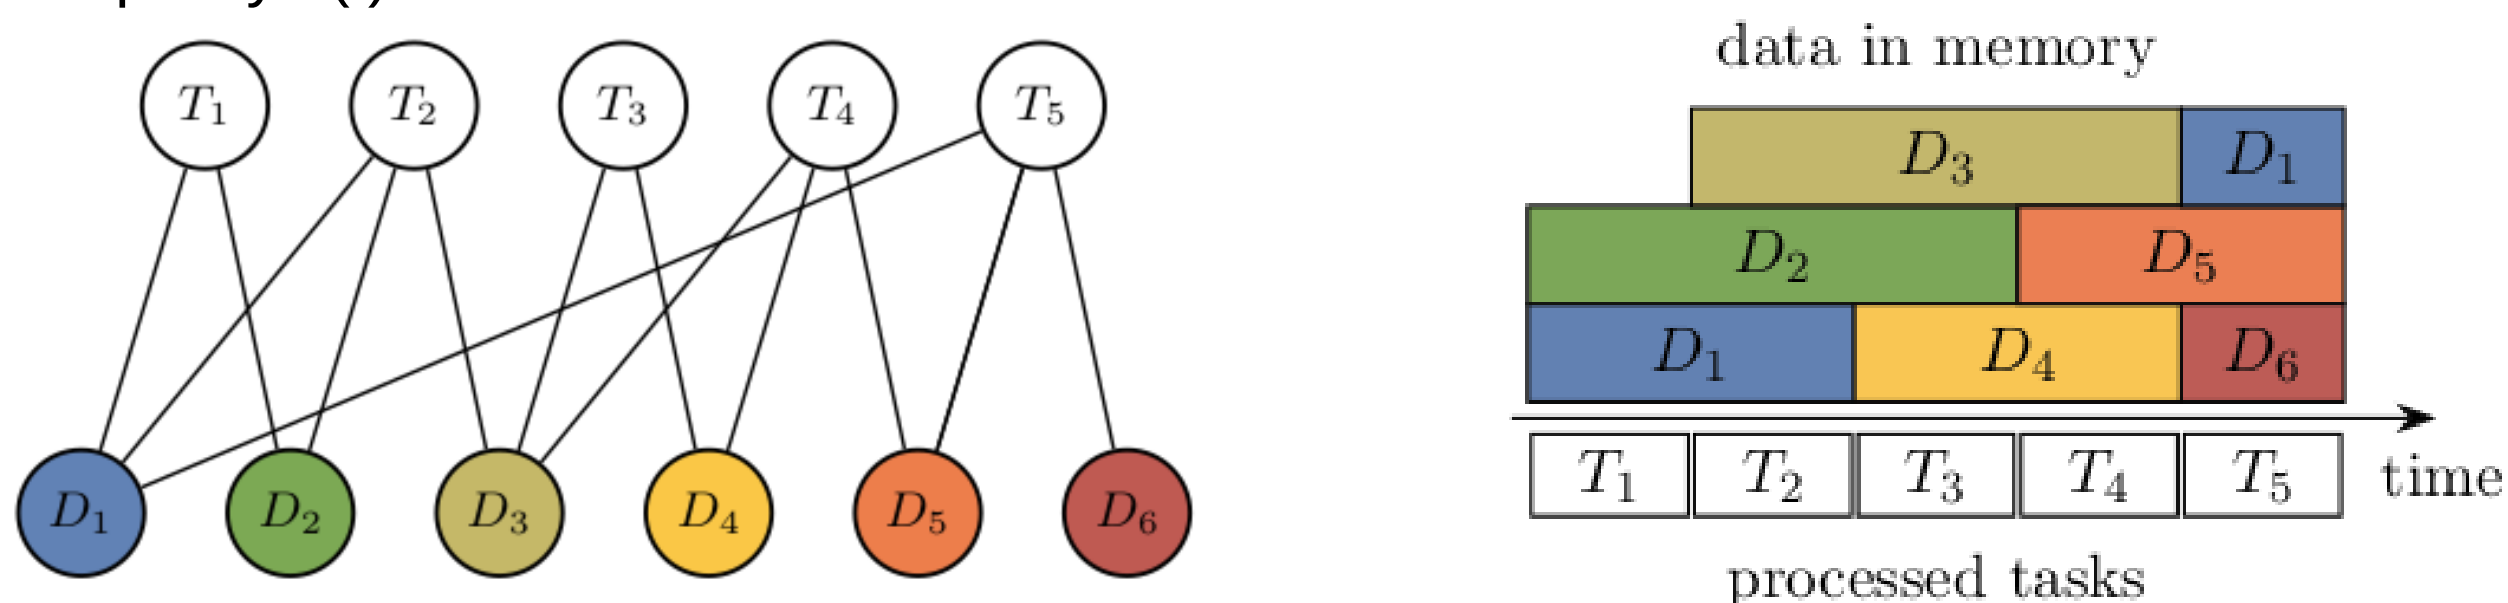 T₁ T₂ T₃ T₄ T₅
D₁ D₂ D₃ D₄ D₅ D₆
data in memory
D₃ D₁
D₂ D₅
D₁ D₄ D₆
T₁ T₂ T₃ T₄ T₅ time
processed tasks